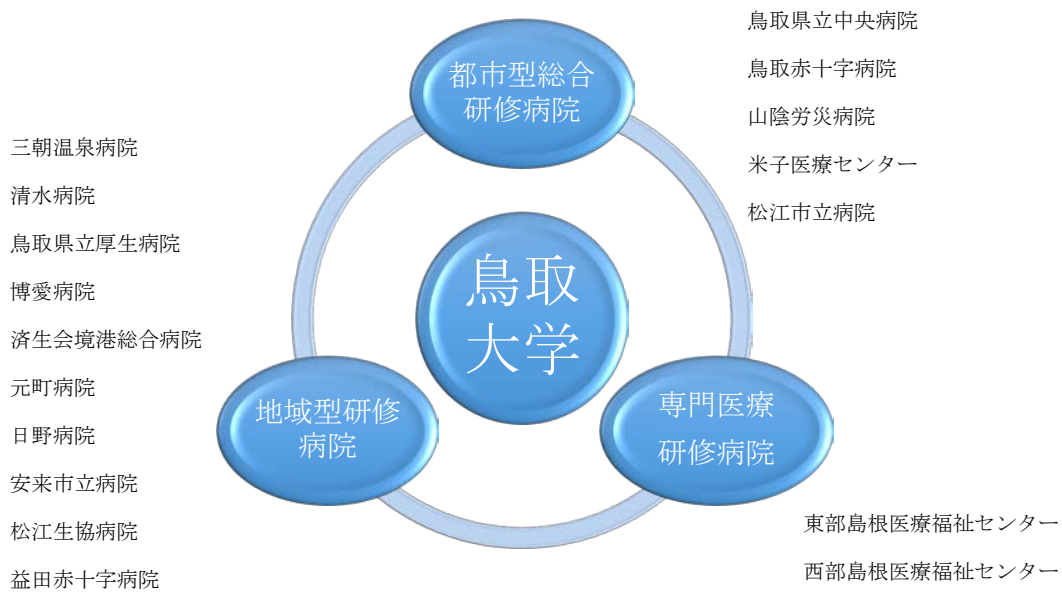 都市型総合
研修病院
鳥取県立中央病院
鳥取赤十字病院
山陰労災病院
米子医療センター
松江市立病院
三朝温泉病院
清水病院
鳥取県立厚生病院
博愛病院
済生会境港総合病院
元町病院
日野病院
安来市立病院
松江生協病院
益田赤十字病院
鳥取
大学
地域型研修
病院
専門医療
研修病院
東部島根医療福祉センター
西部島根医療福祉センター